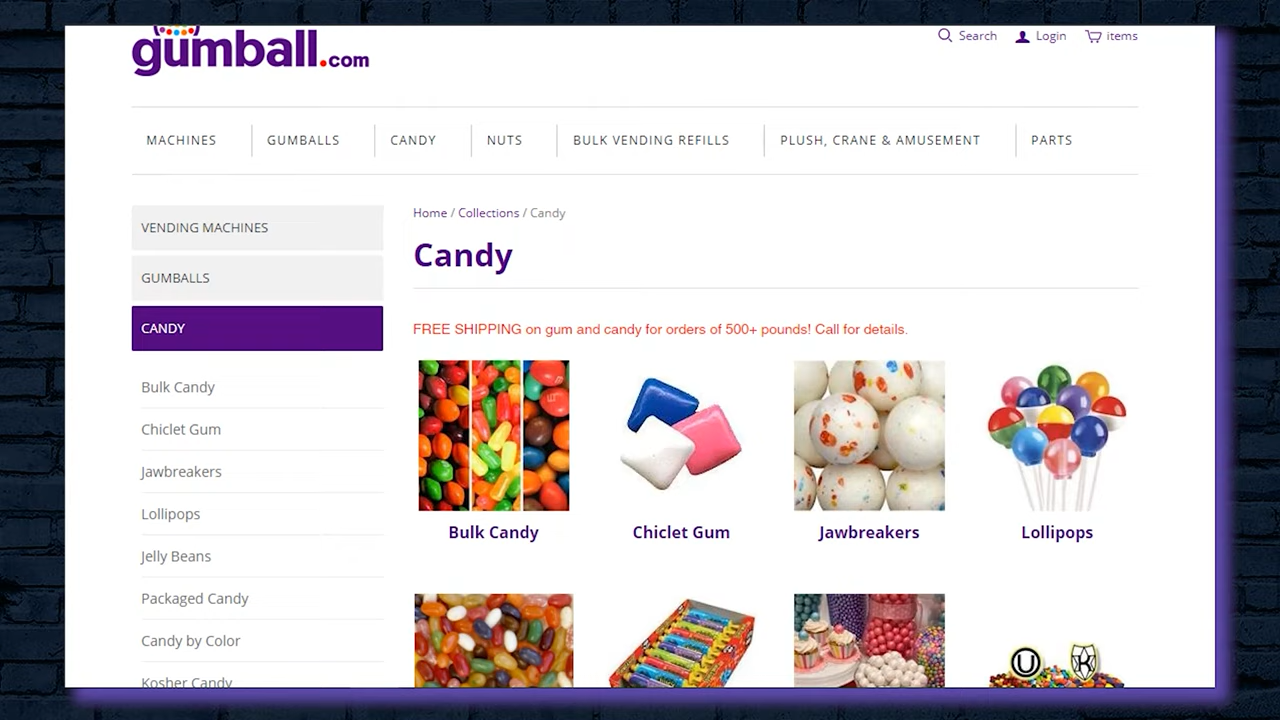 gumball.com
Search Login items
MACHINES GUMBALLS CANDY NUTS BULK VENDING REFILLS PLUSH, CRANE & AMUSEMENT PARTS
VENDING MACHINES
GUMBALLS
CANDY
Bulk Candy
Chiclet Gum
Jawbreakers
Lollipops
Jelly Beans
Packaged Candy
Candy by Color
Kosher Candy
Home / Collections / Candy
Candy
FREE SHIPPING on gum and candy for orders of 500+ pounds! Call for details.
Bulk Candy Chiclet Gum Jawbreakers Lollipops
U K